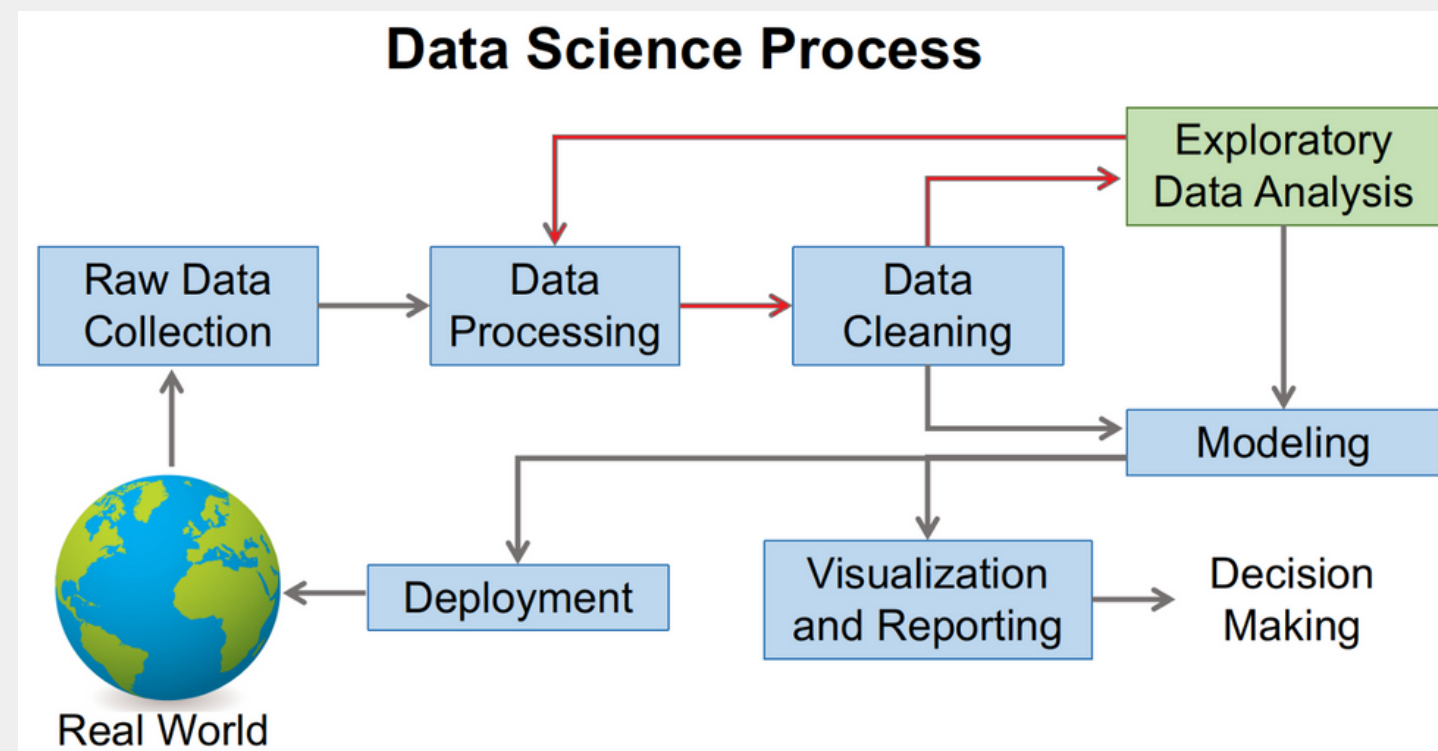 Data Science Process
Exploratory
Data Analysis
Raw Data
Collection
Data
Processing
Data
Cleaning
Modeling
Deployment
Visualization
and Reporting
Decision
Making
Real World